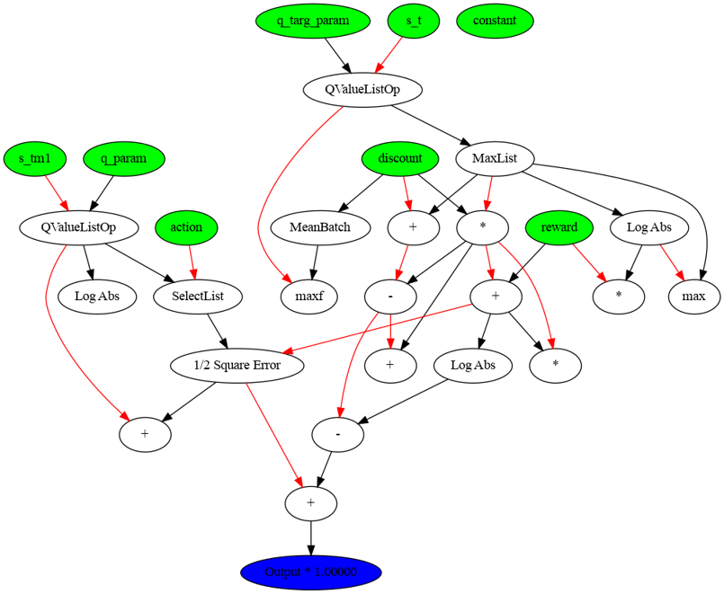 q_targ_param
s_t
constant
QValueListOp
s_tm1
q_param
discount
MaxList
QValueListOp
action
MeanBatch
+
*
reward
Log Abs
Log Abs
SelectList
maxf
-
+
*
max
1/2 Square Error
+
Log Abs
*
+
-
+
Output * 1.00000